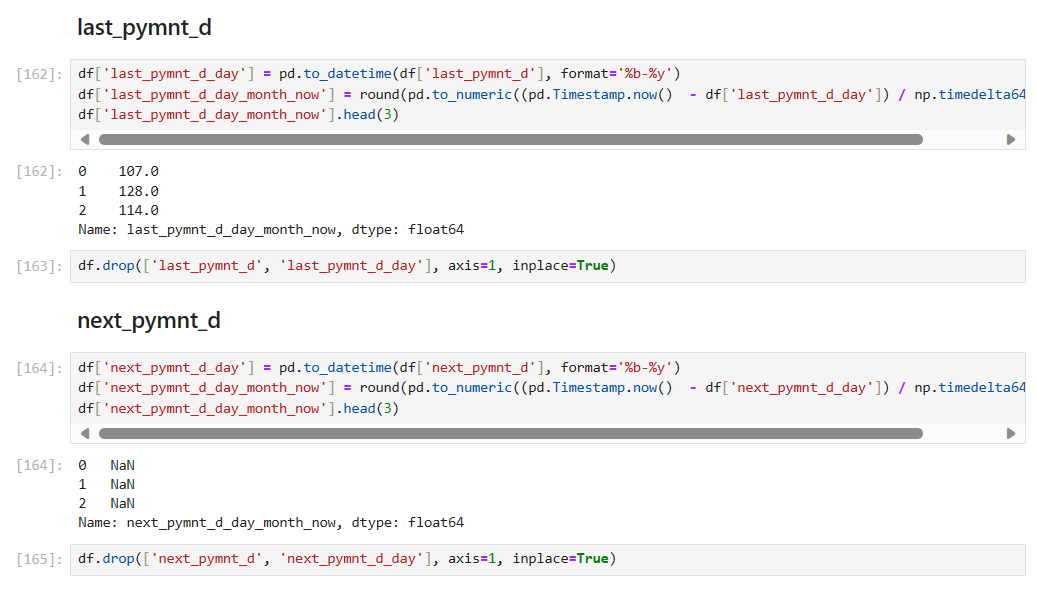 last_pymnt_d
[162]: df['last_pymnt_d_day'] = pd.to_datetime(df['last_pymnt_d'], format='%b-%y')
df['last_pymnt_d_day_month_now'] = round(pd.to_numeric((pd.Timestamp.now()  - df['last_pymnt_d_day']) / np.timedelta64
df['last_pymnt_d_day_month_now'].head(3)
[162]: 0    107.0
1    128.0
2    114.0
Name: last_pymnt_d_day_month_now, dtype: float64
[163]: df.drop(['last_pymnt_d', 'last_pymnt_d_day'], axis=1, inplace=True)
next_pymnt_d
[164]: df['next_pymnt_d_day'] = pd.to_datetime(df['next_pymnt_d'], format='%b-%y')
df['next_pymnt_d_day_month_now'] = round(pd.to_numeric((pd.Timestamp.now()  - df['next_pymnt_d_day']) / np.timedelta64
df['next_pymnt_d_day_month_now'].head(3)
[164]: 0   NaN
1   NaN
2   NaN
Name: next_pymnt_d_day_month_now, dtype: float64
[165]: df.drop(['next_pymnt_d', 'next_pymnt_d_day'], axis=1, inplace=True)